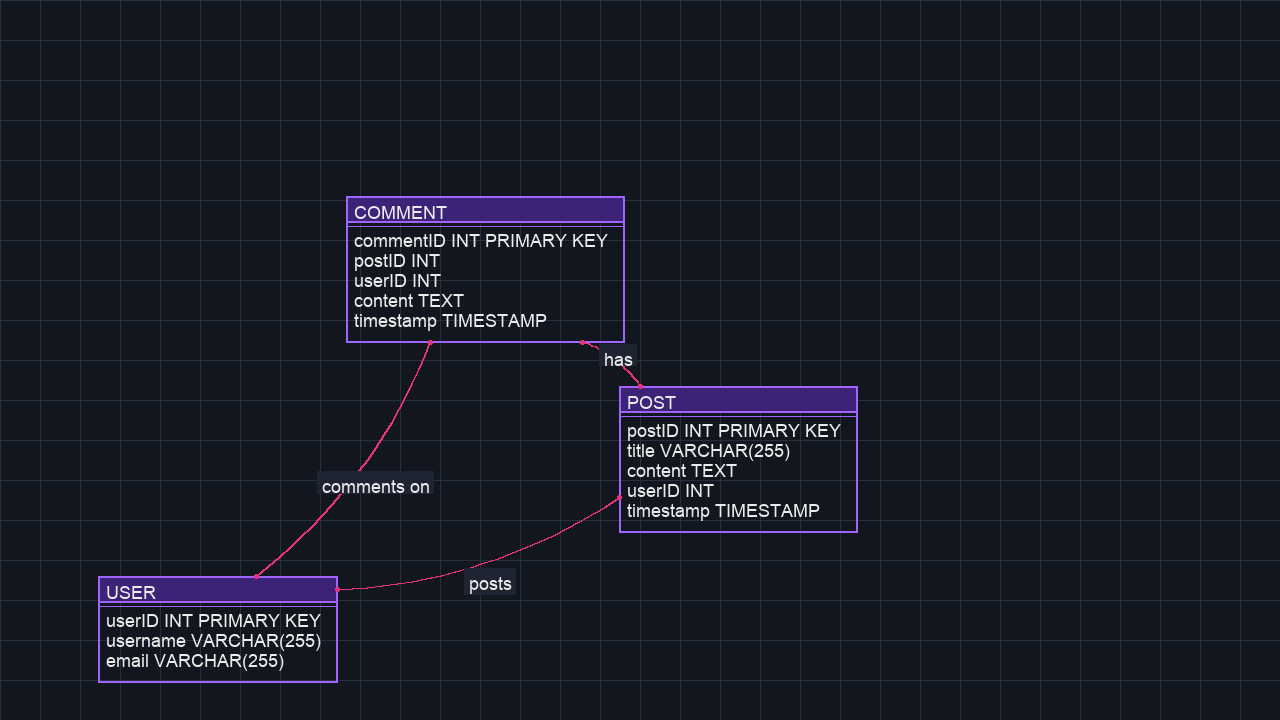 COMMENT
commentID INT PRIMARY KEY
postID INT
userID INT
content TEXT
timestamp TIMESTAMP
has
POST
postID INT PRIMARY KEY
title VARCHAR(255)
content TEXT
userID INT
timestamp TIMESTAMP
comments on
posts
USER
userID INT PRIMARY KEY
username VARCHAR(255)
email VARCHAR(255)